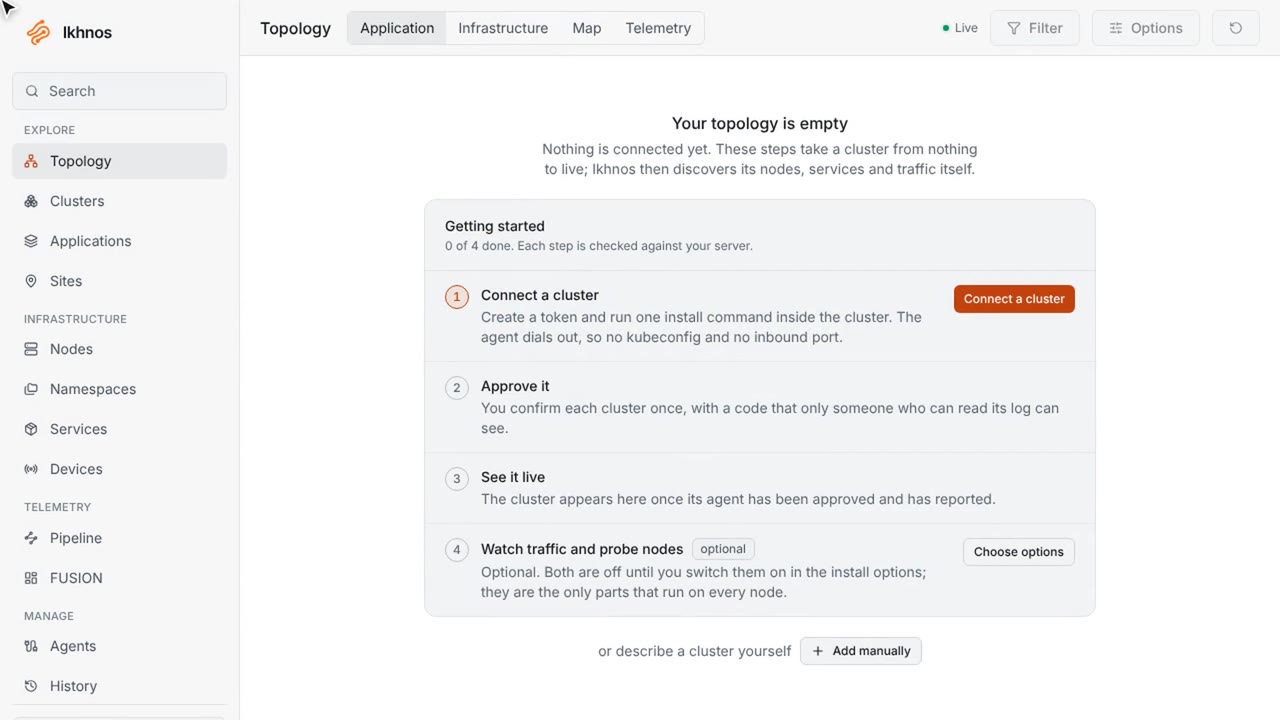 Ikhnos
Search
EXPLORE
Topology
Clusters
Applications
Sites
INFRASTRUCTURE
Nodes
Namespaces
Services
Devices
TELEMETRY
Pipeline
FUSION
MANAGE
Agents
History
Topology
Application Infrastructure Map Telemetry
Live
Filter
Options
Your topology is empty
Nothing is connected yet. These steps take a cluster from nothing
to live; Ikhnos then discovers its nodes, services and traffic itself.
Getting started
0 of 4 done. Each step is checked against your server.
1 Connect a cluster
Create a token and run one install command inside the cluster. The
agent dials out, so no kubeconfig and no inbound port.
Connect a cluster
2 Approve it
You confirm each cluster once, with a code that only someone who can read its log can
see.
3 See it live
The cluster appears here once its agent has been approved and has reported.
4 Watch traffic and probe nodes optional
Optional. Both are off until you switch them on in the install options;
they are the only parts that run on every node.
Choose options
or describe a cluster yourself + Add manually